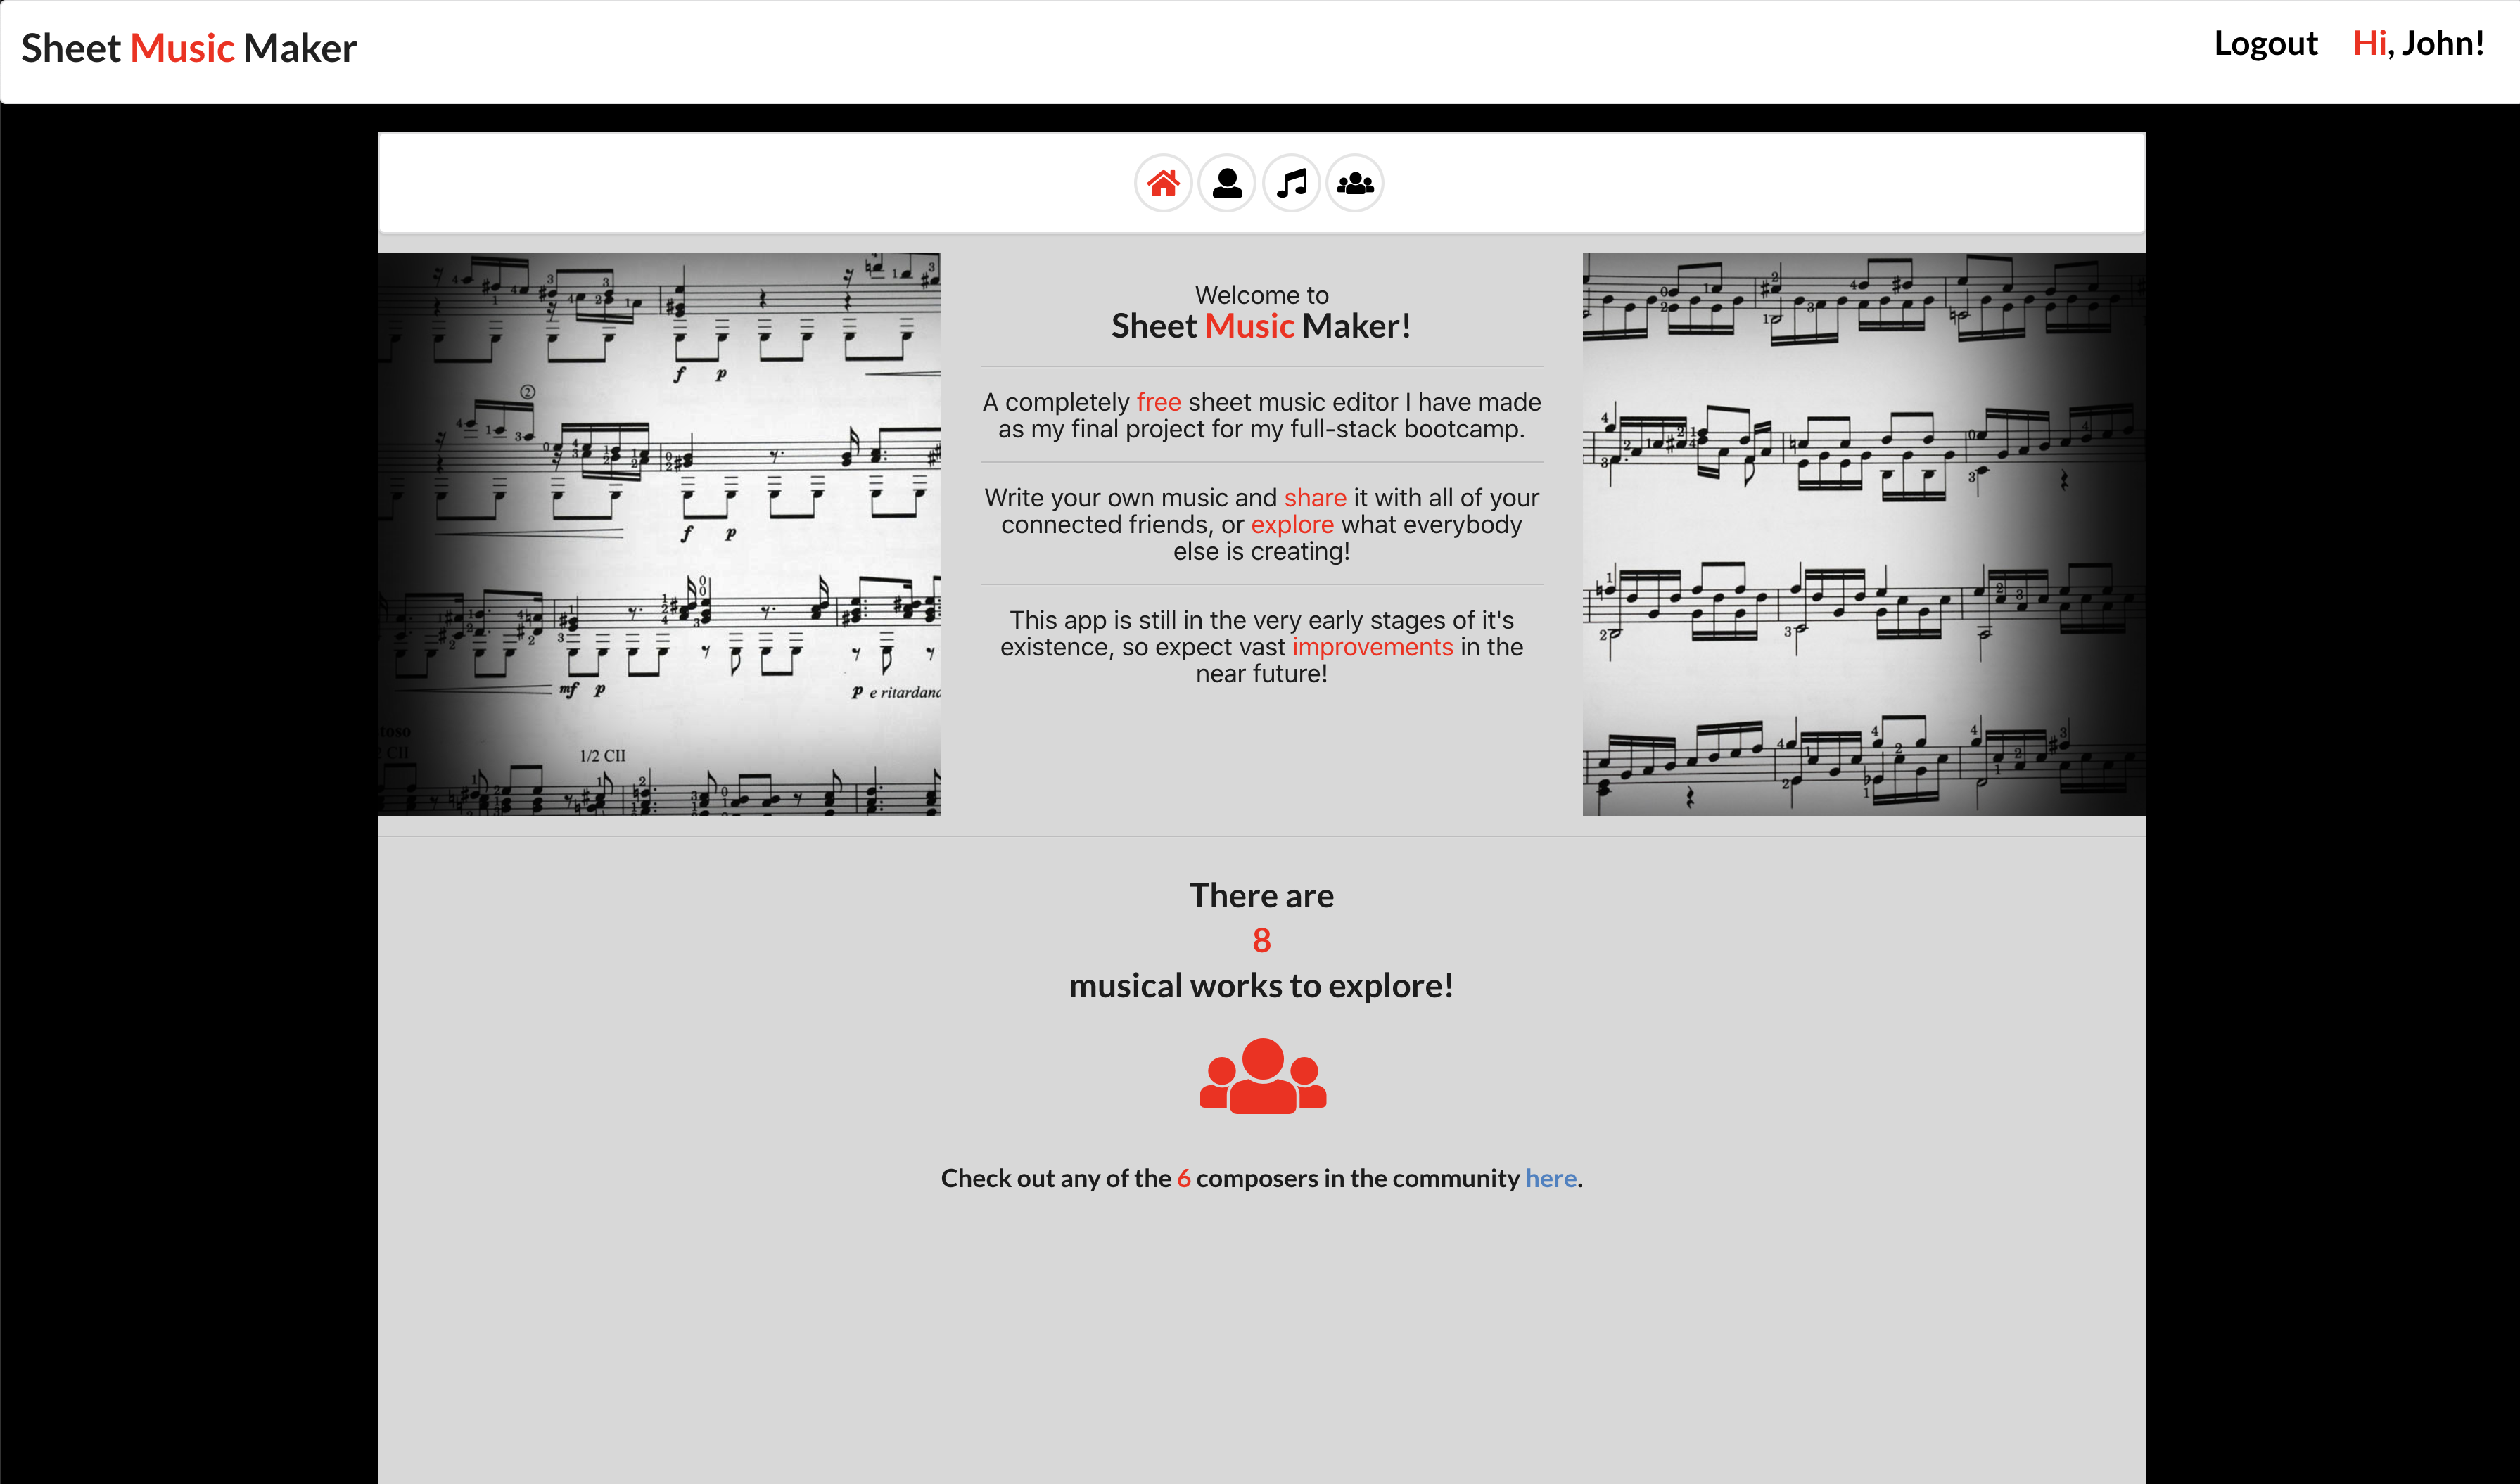 Sheet Music Maker
Logout Hi, John!
Welcome to
Sheet Music Maker!
A completely free sheet music editor I have made
as my final project for my full-stack bootcamp.
Write your own music and share it with all of your
connected friends, or explore what everybody
else is creating!
This app is still in the very early stages of it's
existence, so expect vast improvements in the
near future!
f p
f p
mf p
p e ritardand
toso
CII
1/2 CII
There are
8
musical works to explore!
Check out any of the 6 composers in the community here.